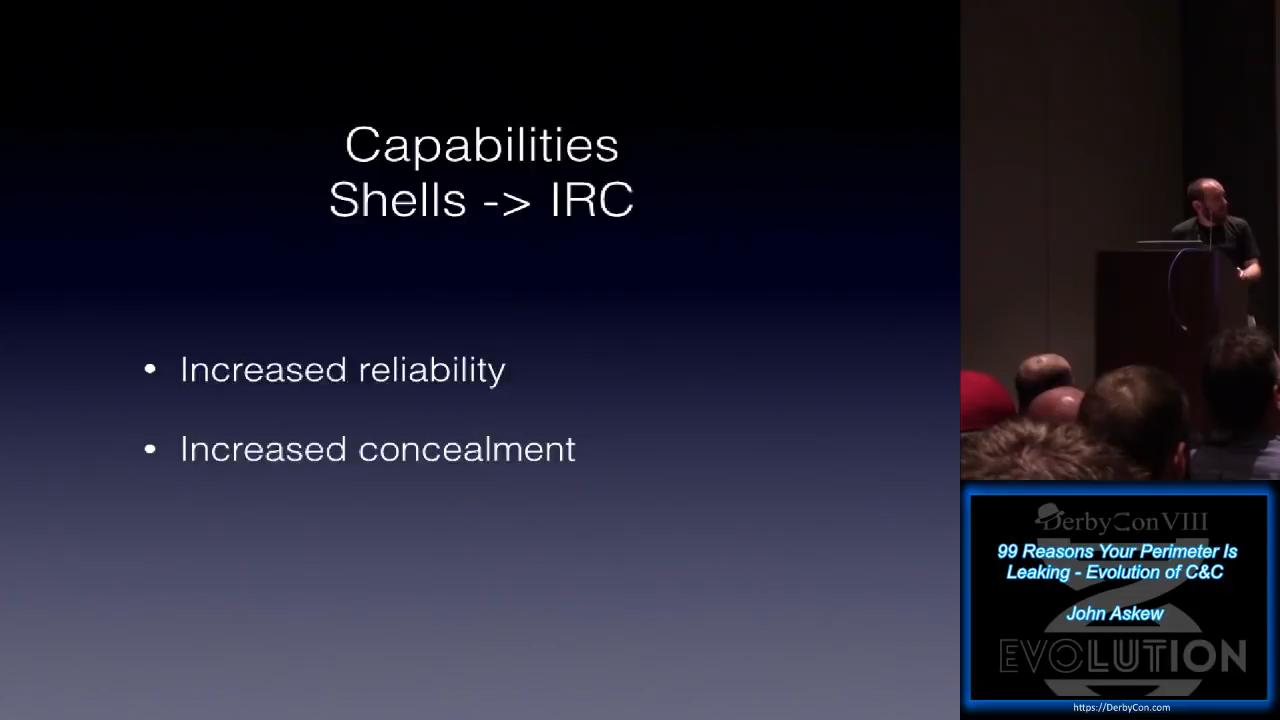 Capabilities
Shells -> IRC
• Increased reliability
• Increased concealment
DerbyCon VIII
99 Reasons Your Perimeter Is
Leaking - Evolution of C&C
John Askew
EVOLUTION
https://DerbyCon.com